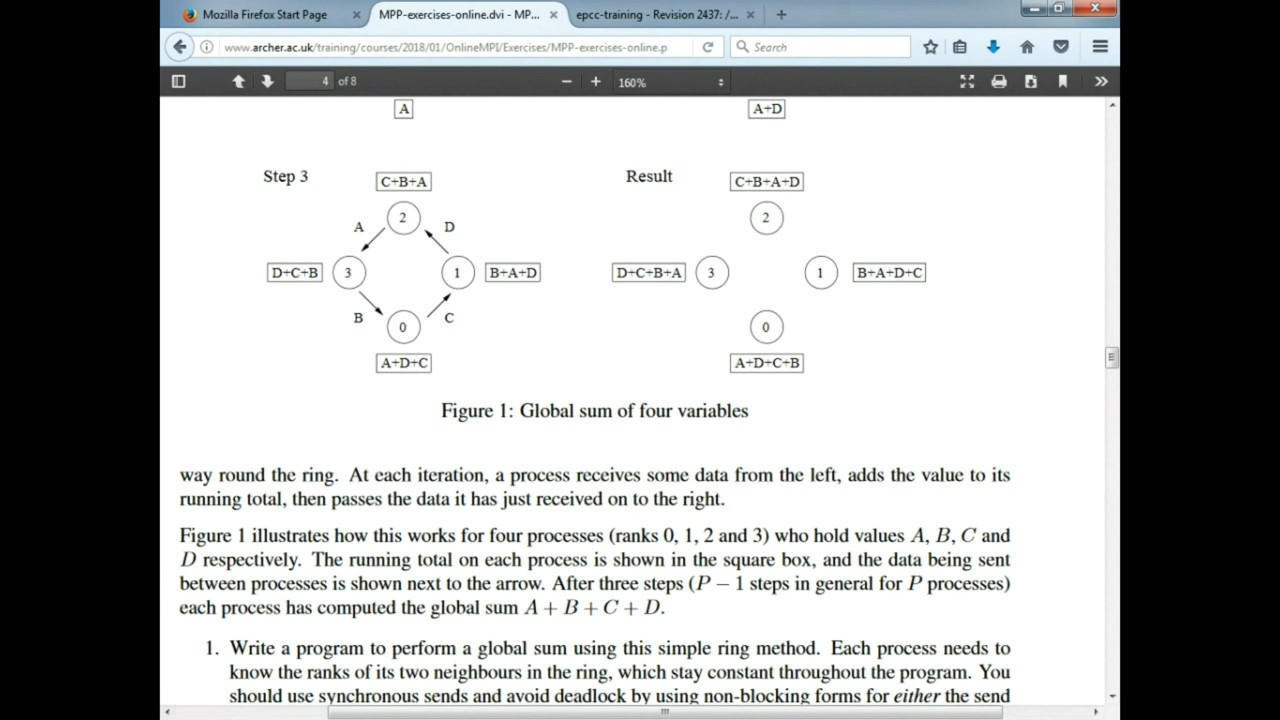 Mozilla Firefox Start Page
MPP-exercises-online.dvi - MP...
epcc-training - Revision 2437: /...
www.archer.ac.uk/training/courses/2018/01/OnlineMPI/Exercises/MPP-exercises-online.p
Search
4 of 8
160%
A
A+D
Step 3
C+B+A
Result
C+B+A+D
2
2
A
D
D+C+B
3
1
B+A+D
D+C+B+A
3
1
B+A+D+C
B
C
0
0
A+D+C
A+D+C+B
Figure 1: Global sum of four variables
way round the ring. At each iteration, a process receives some data from the left, adds the value to its
running total, then passes the data it has just received on to the right.
Figure 1 illustrates how this works for four processes (ranks 0, 1, 2 and 3) who hold values A, B, C and
D respectively. The running total on each process is shown in the square box, and the data being sent
between processes is shown next to the arrow. After three steps (P − 1 steps in general for P processes)
each process has computed the global sum A + B + C + D.
1. Write a program to perform a global sum using this simple ring method. Each process needs to
know the ranks of its two neighbours in the ring, which stay constant throughout the program. You
should use synchronous sends and avoid deadlock by using non-blocking forms for either the send